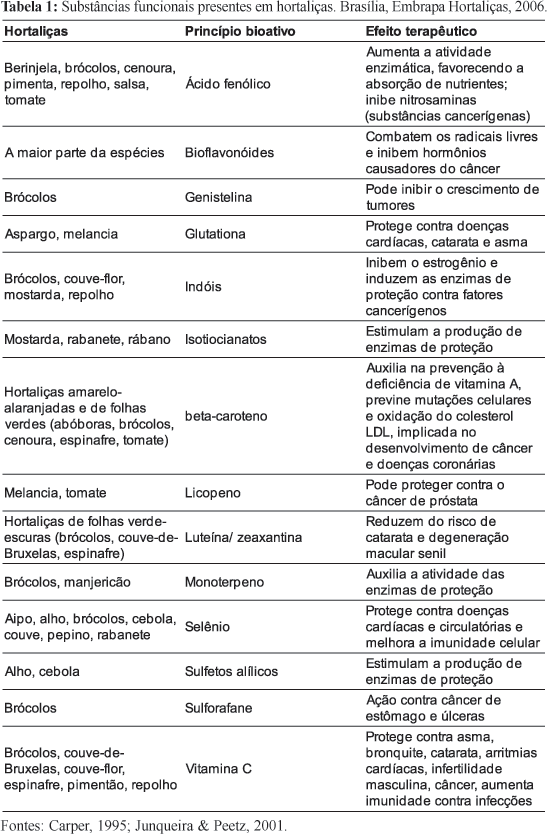 Tabela 1: Substâncias funcionais presentes em hortaliças. Brasília, Embrapa Hortaliças, 2006.
Hortaliças Princípio bioativo Efeito terapêutico
Berinjela, brócolos, cenoura,
pimenta, repolho, salsa,
tomate
Ácido fenólico
Aumenta a atividade
enzimática, favorecendo a
absorção de nutrientes;
inibe nitrosaminas
(substâncias cancerígenas)
A maior parte da espécies
Bioflavonóides
Combatem os radicais livres
e inibem hormônios
causadores do câncer
Brócolos
Genistelina
Pode inibir o crescimento de
tumores
Aspargo, melancia
Glutationa
Protege contra doenças
cardíacas, catarata e asma
Brócolos, couve-flor,
mostarda, repolho
Indóis
Inibem o estrogênio e
induzem as enzimas de
proteção contra fatores
cancerígenos
Mostarda, rabanete, rábano
Isotiocianatos
Estimulam a produção de
enzimas de proteção
Hortaliças amarelo-
alaranjadas e de folhas
verdes (abóboras, brócolos,
cenoura, espinafre, tomate)
beta-caroteno
Auxilia na prevenção à
deficiência de vitamina A,
previne mutações celulares
e oxidação do colesterol
LDL, implicada no
desenvolvimento de câncer
e doenças coronárias
Melancia, tomate
Licopeno
Pode proteger contra o
câncer de próstata
Hortaliças de folhas verde-
escuras (brócolos, couve-de-
Bruxelas, espinafre)
Luteína/ zeaxantina
Reduzem do risco de
catarata e degeneração
macular senil
Brócolos, manjericão
Monoterpeno
Auxilia a atividade das
enzimas de proteção
Aipo, alho, brócolos, cebola,
couve, pepino, rabanete
Selênio
Protege contra doenças
cardíacas e circulatórias e
melhora a imunidade celular
Alho, cebola
Sulfetos alílicos
Estimulam a produção de
enzimas de proteção
Brócolos
Sulforafane
Ação contra câncer de
estômago e úlceras
Brócolos, couve-de-
Bruxelas, couve-flor,
espinafre, pimentão, repolho
Vitamina C
Protege contra asma,
bronquite, catarata, arritmias
cardíacas, infertilidade
masculina, câncer, aumenta
imunidade contra infecções
Fontes: Carper, 1995; Junqueira & Peetz, 2001.